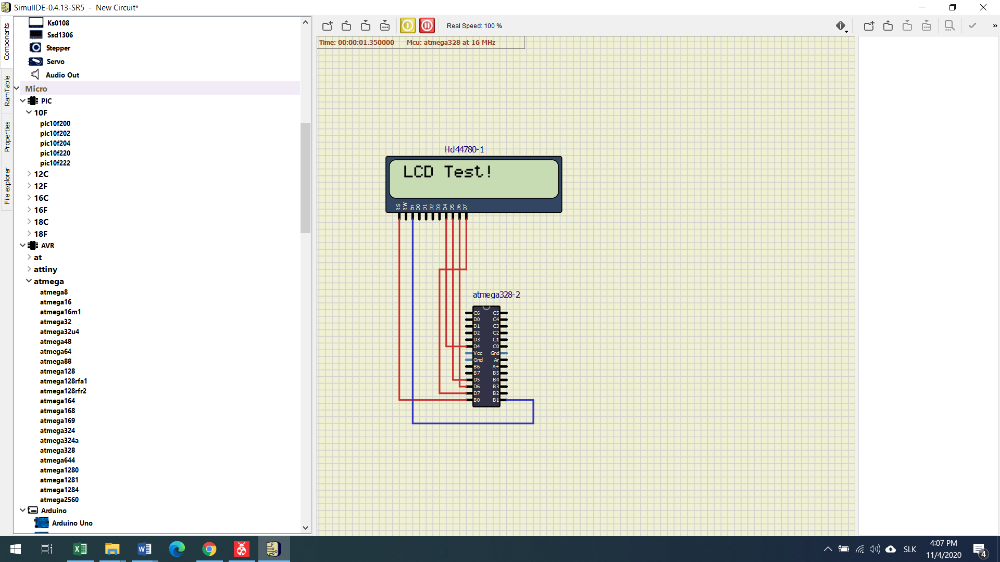 SimulIDE-0.4.13-SR5 - New Circuit*
Components
RamTable
Properties
File explorer
Ks0108
Ssd1306
Stepper
Servo
Audio Out
Micro
PIC
10F
pic10f200
pic10f202
pic10f204
pic10f220
pic10f222
12C
12F
16C
16F
18C
18F
AVR
at
attiny
atmega
atmega8
atmega16
atmega16m1
atmega32
atmega32u4
atmega48
atmega64
atmega88
atmega128
atmega128rfa1
atmega128rfr2
atmega164
atmega168
atmega169
atmega324
atmega324a
atmega328
atmega644
atmega1280
atmega1281
atmega1284
atmega2560
Arduino
Arduino Uno
Real Speed: 100 %
»
Time: 00:00:01.350000 Mcu: atmega328 at 16 MHz
Hd44780-1
LCD Test!
RS RW En D0 D1 D2 D3 D4 D5 D6 D7
atmega328-2
C6 C5
D0 C4
D1 C3
D2 C2
D3 C1
D4 C0
Vcc Gnd
Gnd Ar
B6 A+
B7 B5
D5 B4
D6 B3
D7 B2
B0 B1
SLK
4:07 PM
11/4/2020
4